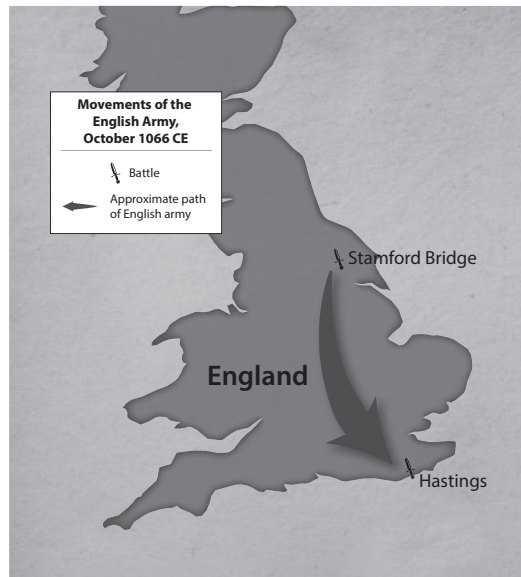 Movements of the
English Army,
October 1066 CE
Battle
Approximate path
of English army
Stamford Bridge
England
Hastings